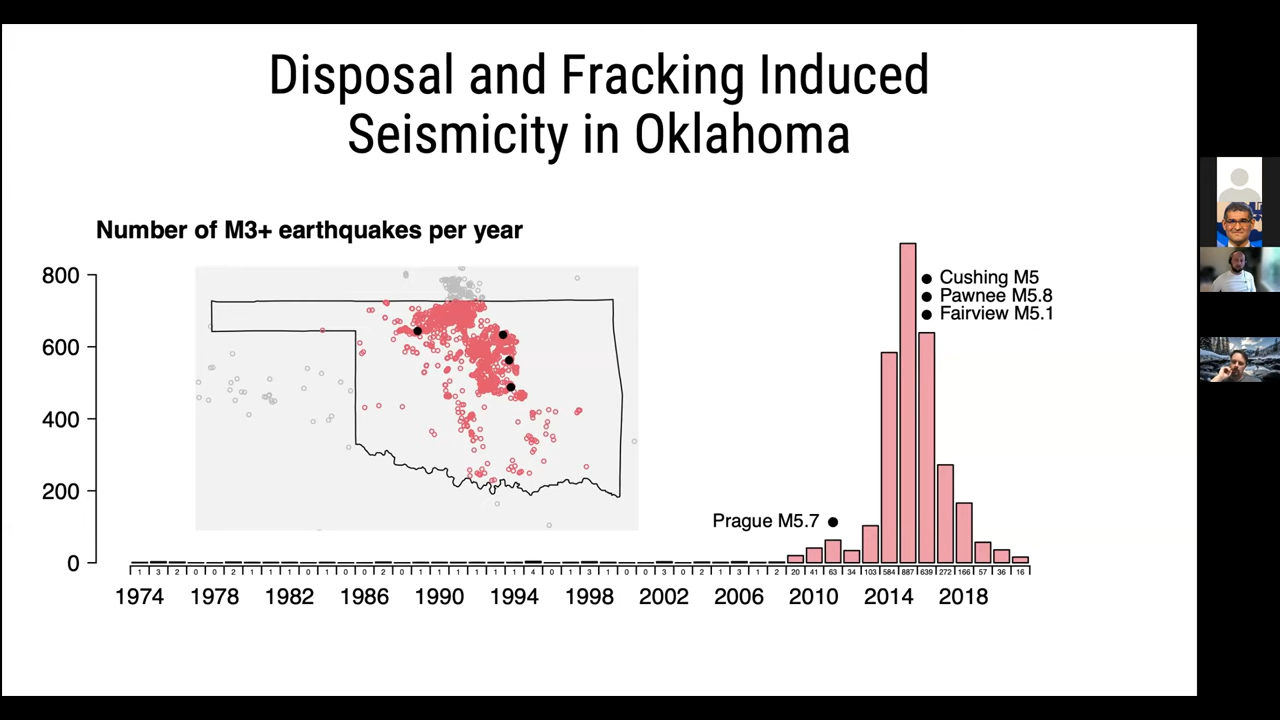 Disposal and Fracking Induced
Seismicity in Oklahoma
Number of M3+ earthquakes per year
800
600
400
200
0
Cushing M5
Pawnee M5.8
Fairview M5.1
Prague M5.7
1 3 2 0 0 2 1 1 1 1 0 0 0 2 0 1 1 1 1 1 1 4 0 1 3 1 0 0 3 0 0 1 3 1 2 20 41 63 34 103 584 887 639 272 166 57 36 16
1974 1978 1982 1986 1990 1994 1998 2002 2006 2010 2014 2018